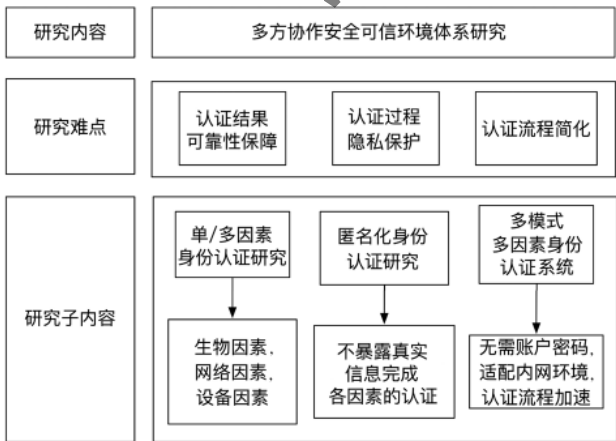 研究内容
多方协作安全可信环境体系研究
研究难点
认证结果
可靠性保障
认证过程
隐私保护
认证流程简化
研究子内容
单/多因素
身份认证研究
匿名化身份
认证研究
多模式
多因素身份
认证系统
生物因素,
网络因素,
设备因素
不暴露真实
信息完成
各因素的认证
无需账户密码,
适配内网环境,
认证流程加速